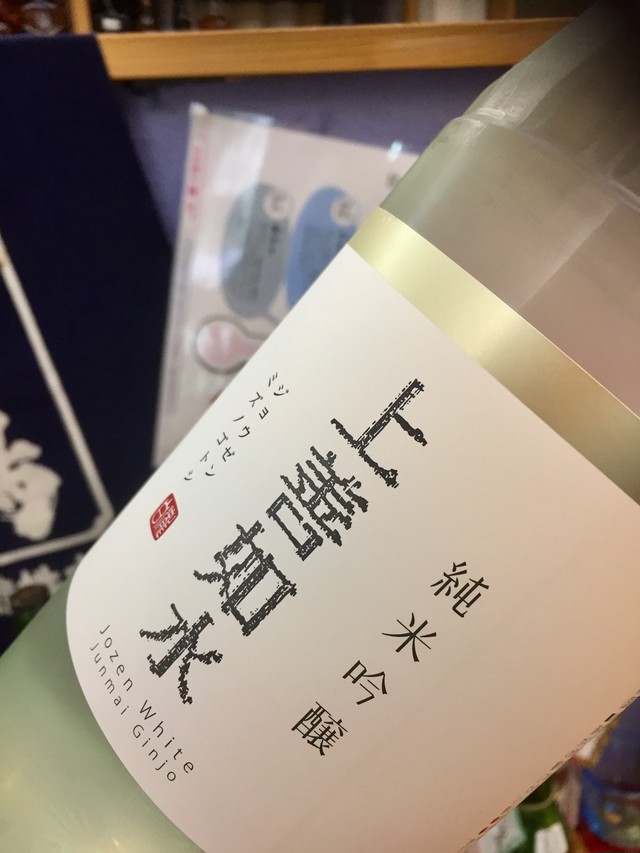 純米吟醸
上善如水
ジョウゼン
ミズノゴトシ
Jozen White
Junmai Ginjo